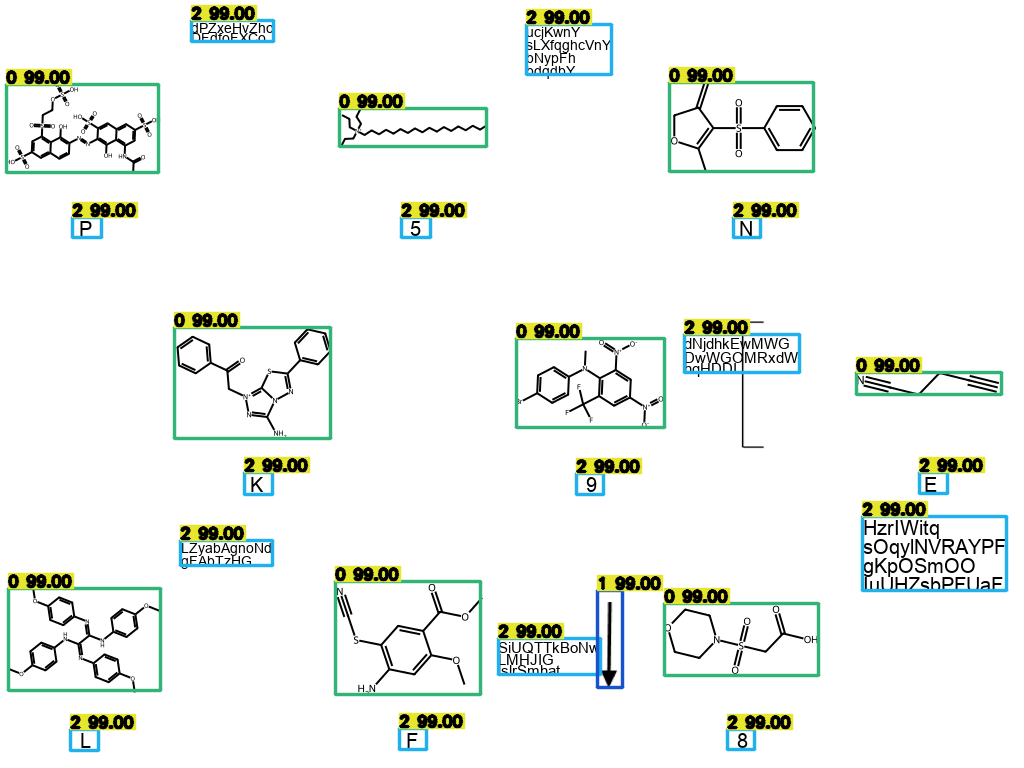 2 99.00
dPZxeHyZhc
2 99.00
ucjKwnY
sLXfqghcVnY
pNypFh
0 99.00
0 99.00
0 99.00
2 99.00
P
2 99.00
5
2 99.00
N
0 99.00
0 99.00
2 99.00
dNjdhkEwMWG
DwWGOMRxdW
0 99.00
2 99.00
K
2 99.00
9
2 99.00
E
2 99.00
HzrIWitq
sOqylNVRAYPF
gKpOSmOO
2 99.00
LZyabAgnoNd
0 99.00
0 99.00
2 99.00
SiUQTTkBoNw
LMHJIG
1 99.00
0 99.00
2 99.00
L
2 99.00
F
2 99.00
8